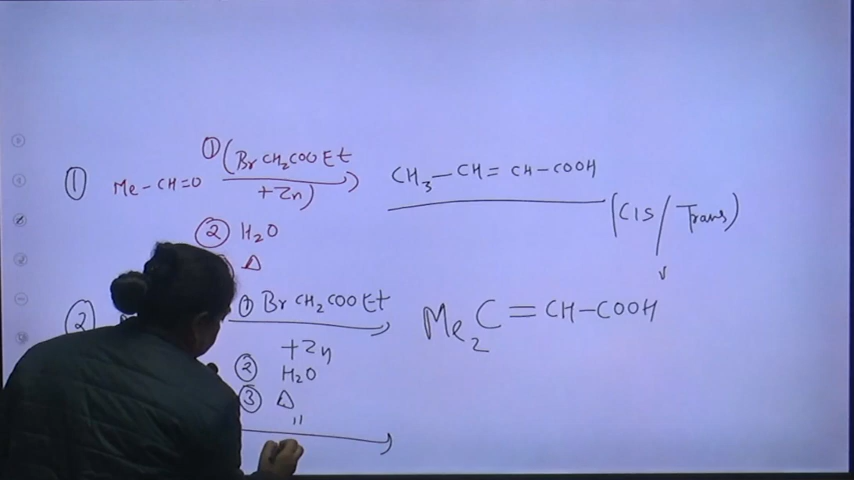 ① Me-CH=O ①(BrCH₂COOEt +Zn) → CH₃-CH=CH-COOH
(Cis/Trans)
② H₂O
Δ
② ① BrCH₂COOEt → Me₂C=CH-COOH
+Zn
② H₂O
③ Δ
"